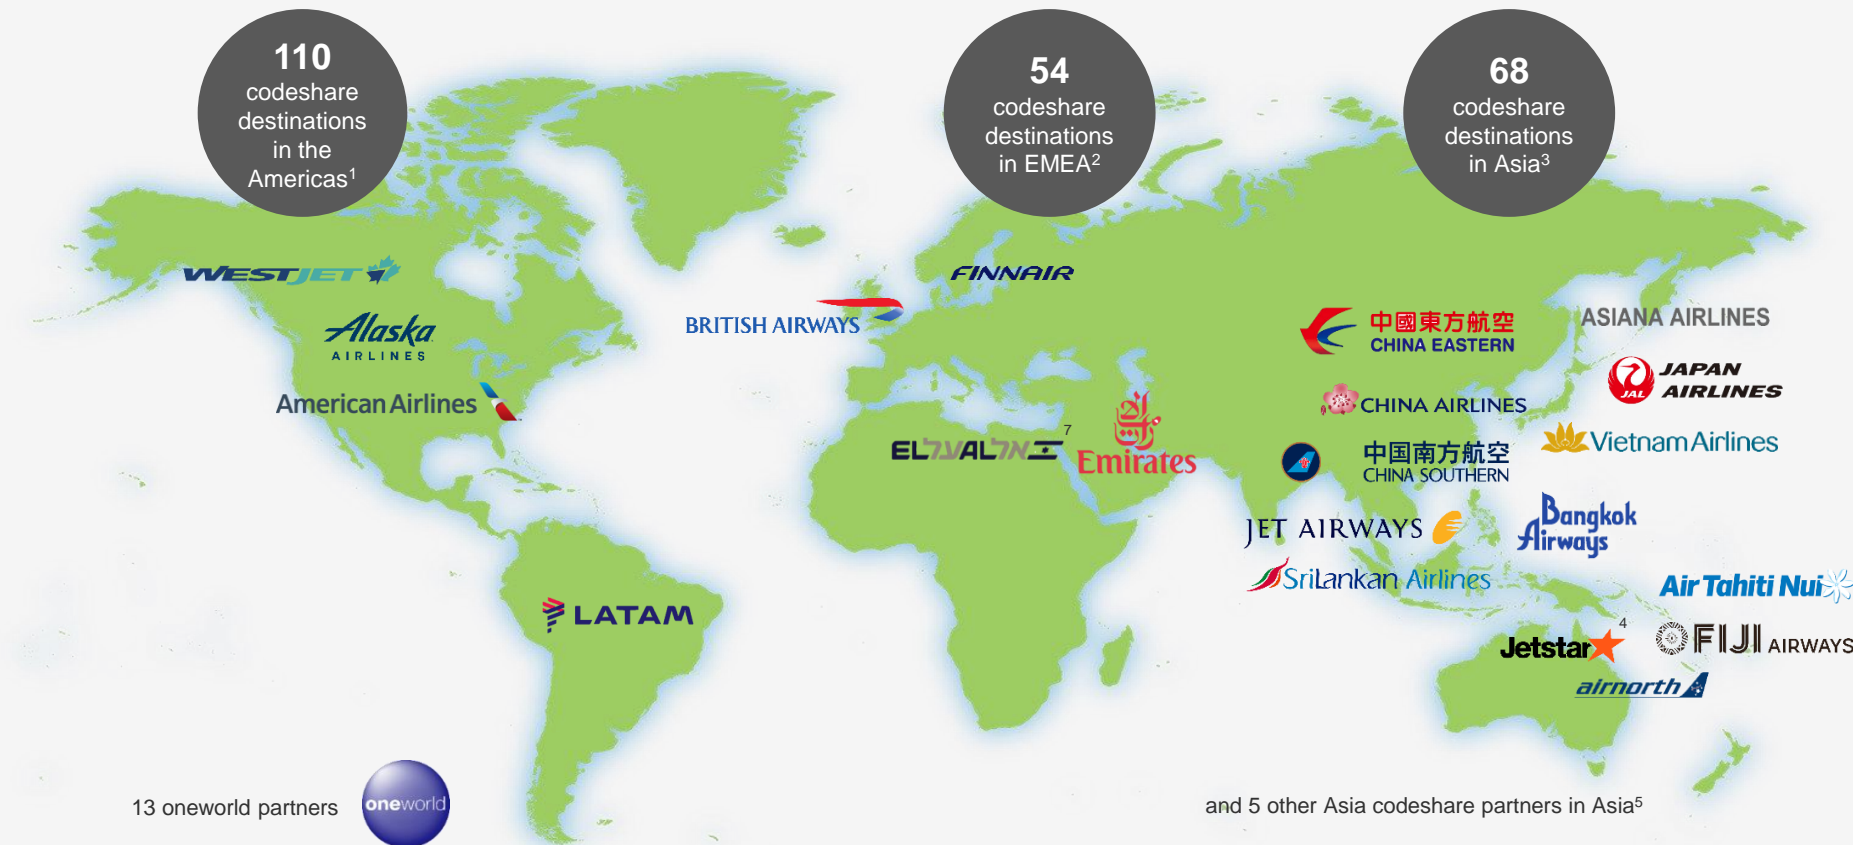 110
codeshare
destinations
in the
Americas¹
54
codeshare
destinations
in EMEA²
68
codeshare
destinations
in Asia³
WESTJET
Alaska
AIRLINES
American Airlines
LATAM
BRITISH AIRWAYS
FINNAIR
EL אל AL על 7
الإمارات
Emirates
中國東方航空
CHINA EASTERN
ASIANA AIRLINES
JAL
JAPAN
AIRLINES
CHINA AIRLINES
Vietnam Airlines
中国南方航空
CHINA SOUTHERN
JET AIRWAYS
Bangkok
Airways
SriLankan Airlines
Air Tahiti Nui
Jetstar 4
FIJI AIRWAYS
airnorth
13 oneworld partners
oneworld
and 5 other Asia codeshare partners in Asia⁵